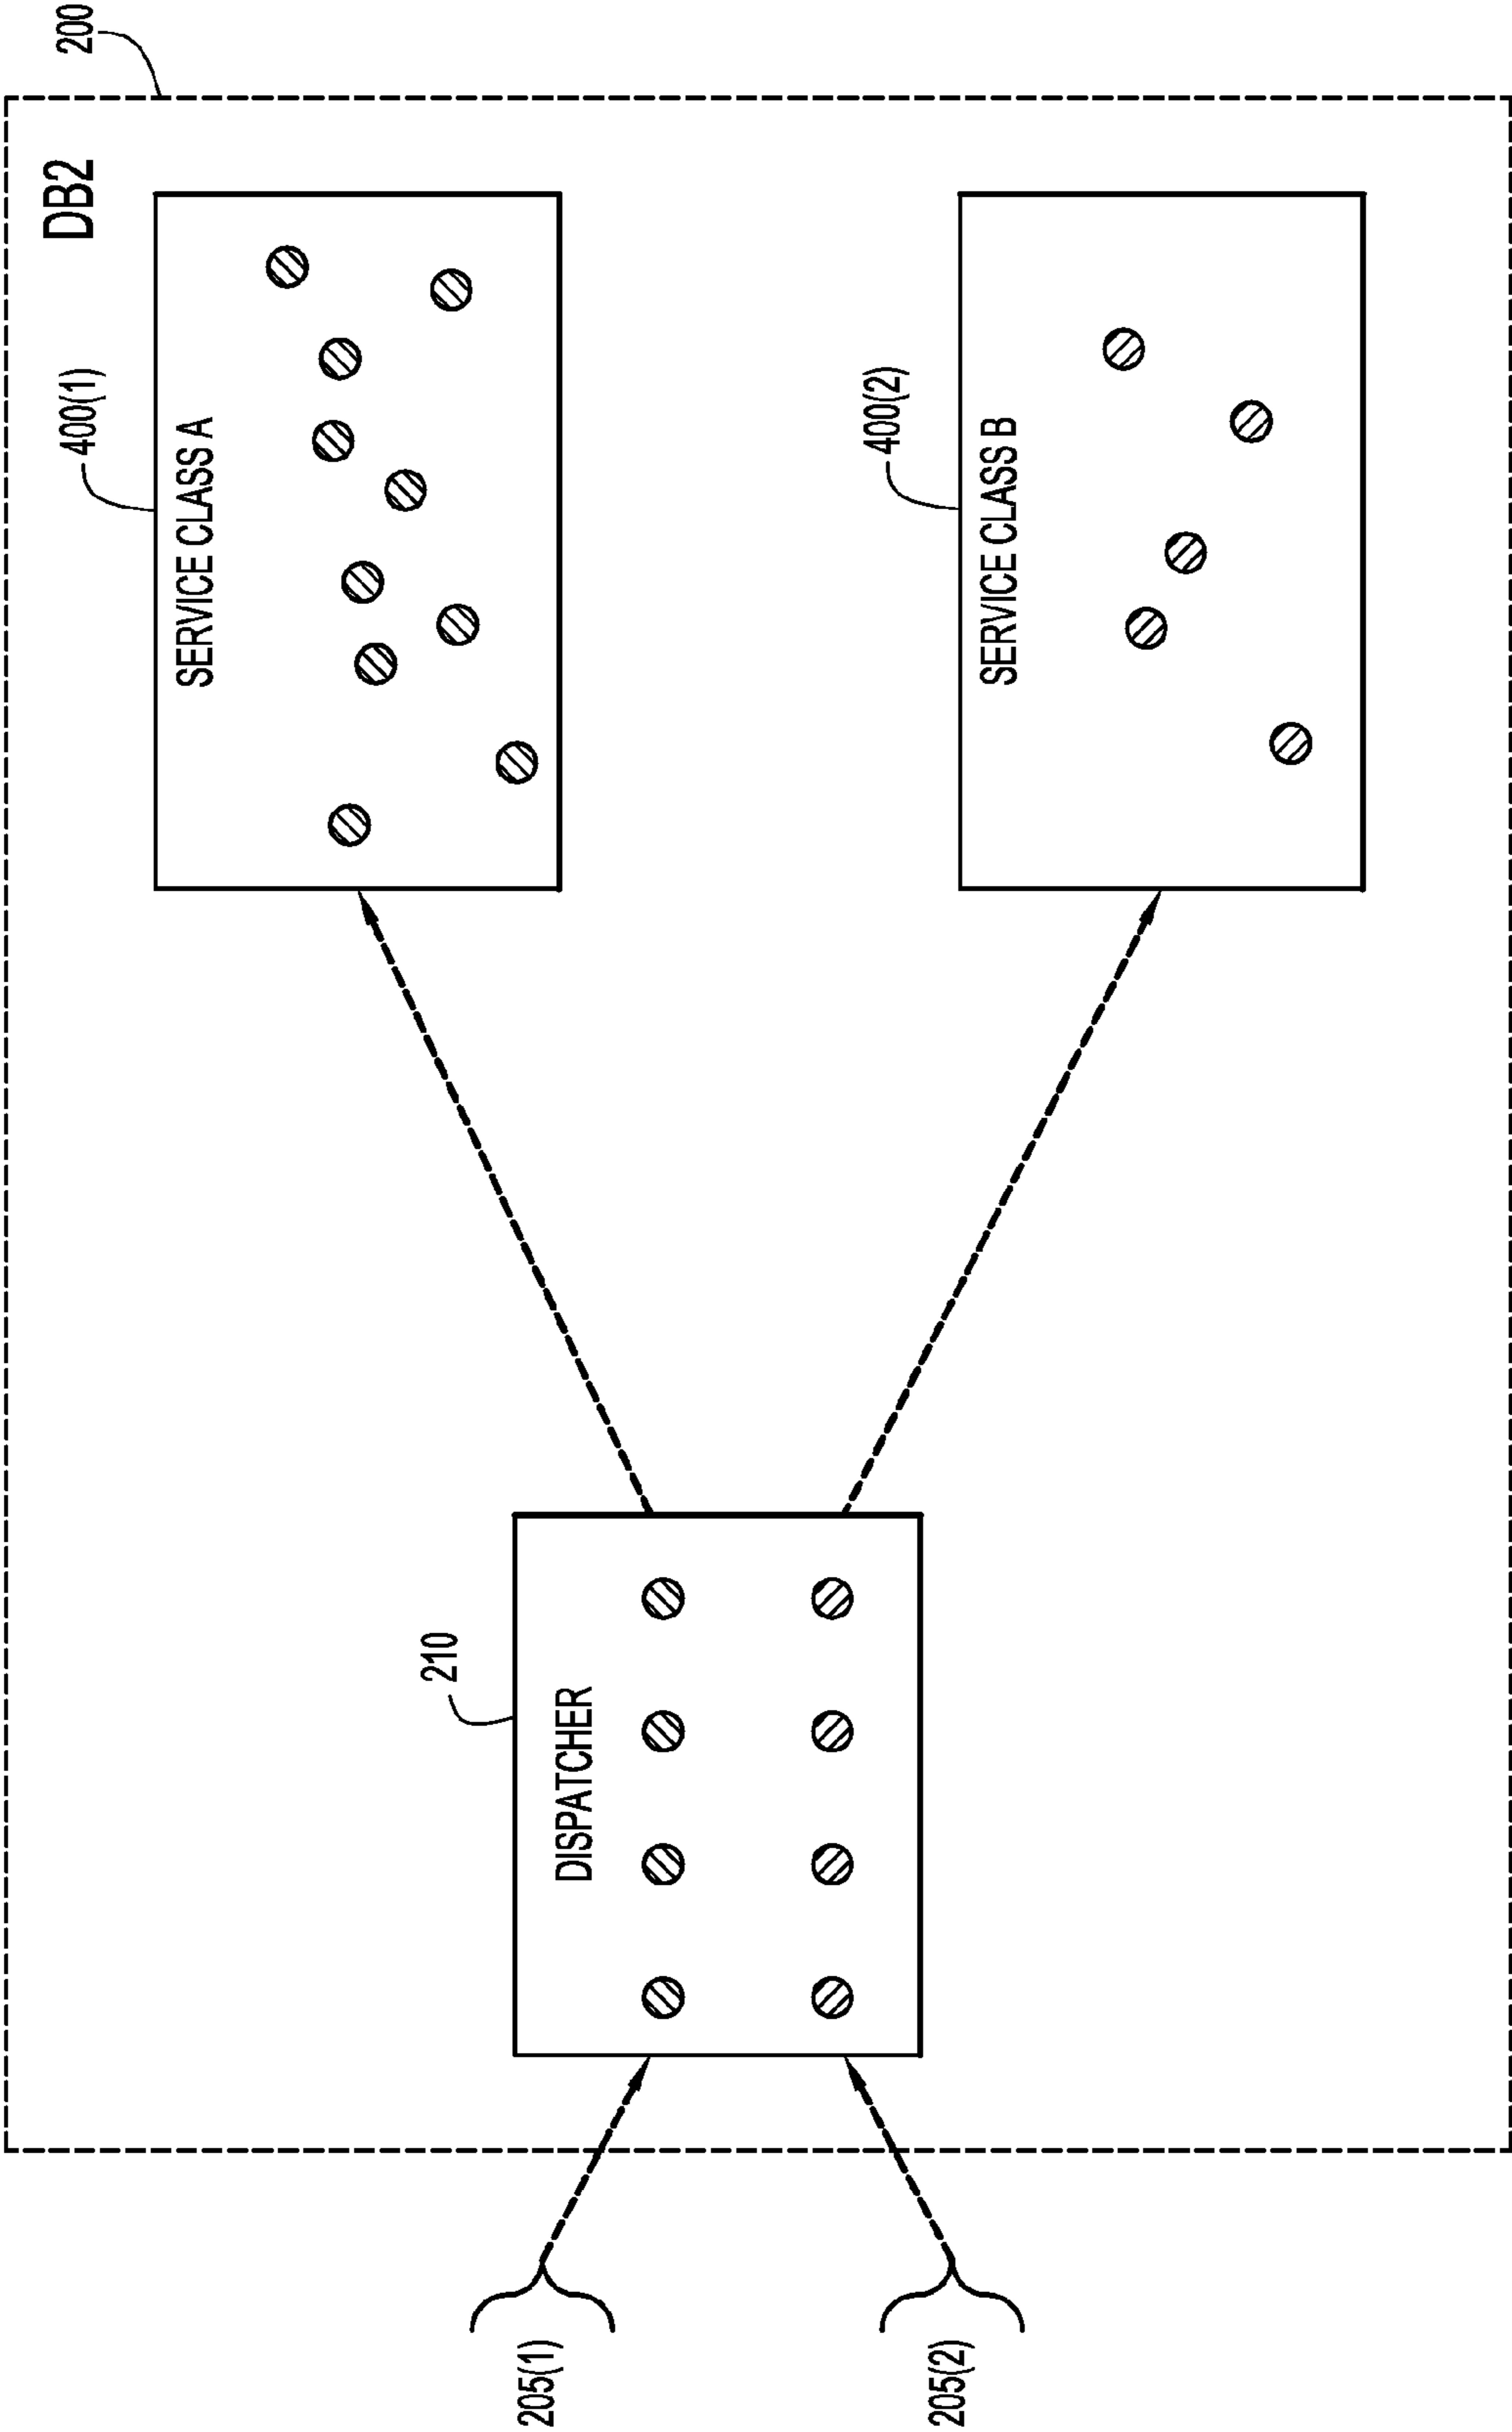 200
DB2
400(1)
SERVICE CLASS A
210
DISPATCHER
205(1)
400(2)
SERVICE CLASS B
205(2)